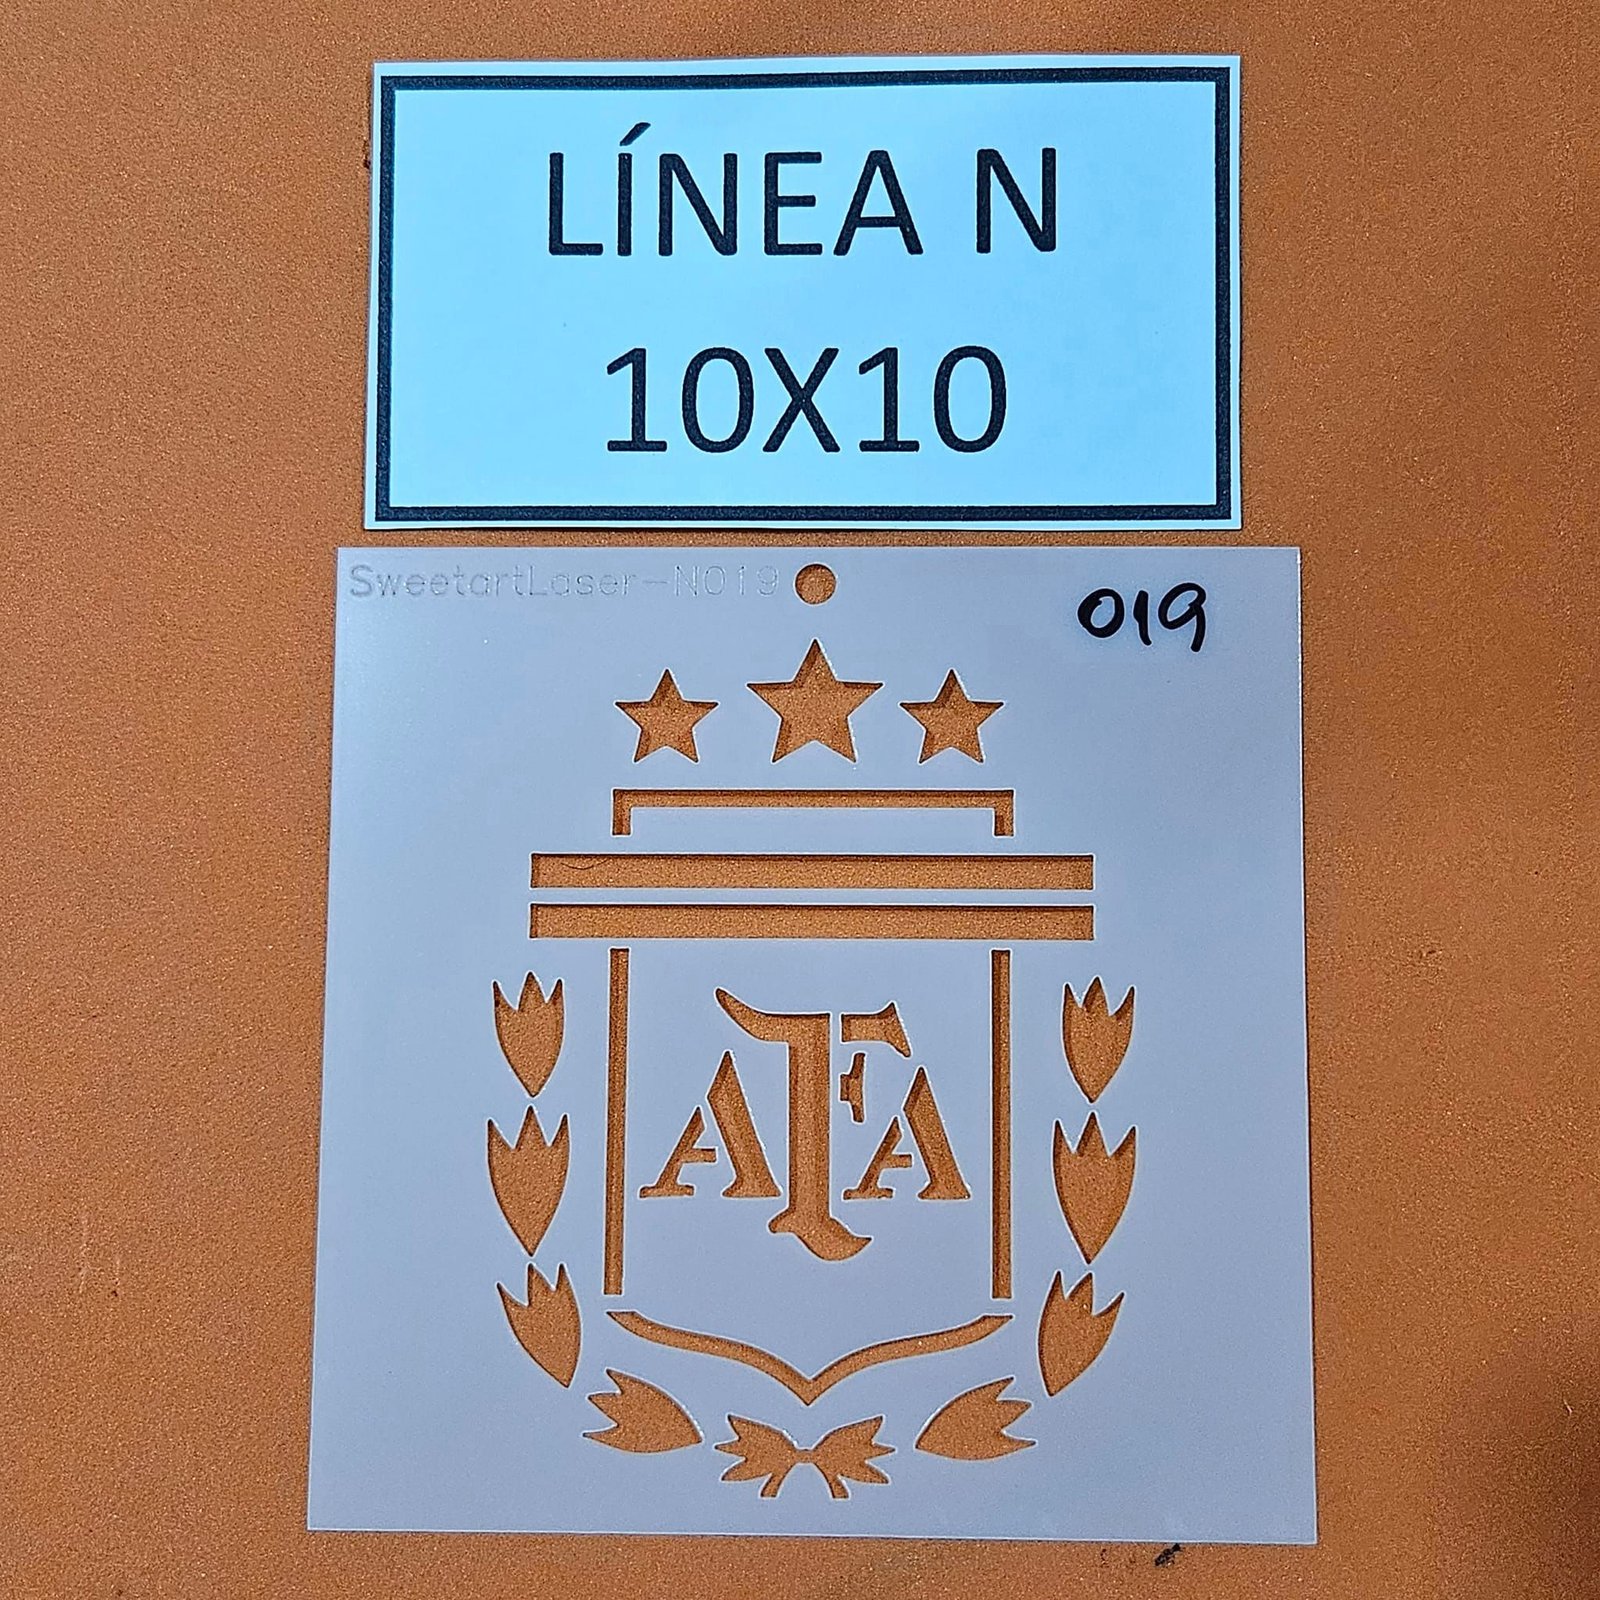 LÍNEA N
10X10
SweetartLaser-N019
019
AFA